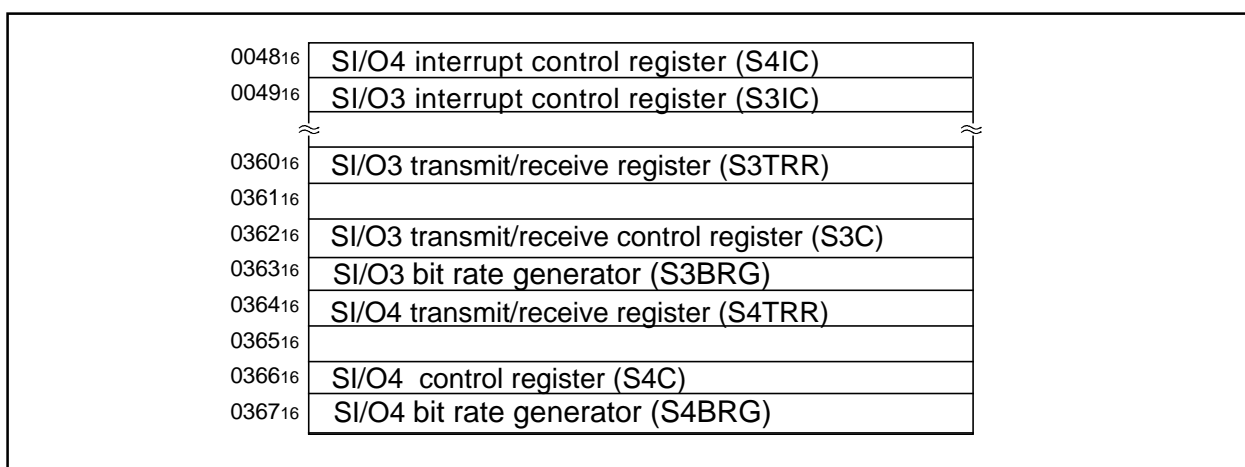 004816 SI/O4 interrupt control register (S4IC)
004916 SI/O3 interrupt control register (S3IC)
036016 SI/O3 transmit/receive register (S3TRR)
036116
036216 SI/O3 transmit/receive control register (S3C)
036316 SI/O3 bit rate generator (S3BRG)
036416 SI/O4 transmit/receive register (S4TRR)
036516
036616 SI/O4 control register (S4C)
036716 SI/O4 bit rate generator (S4BRG)